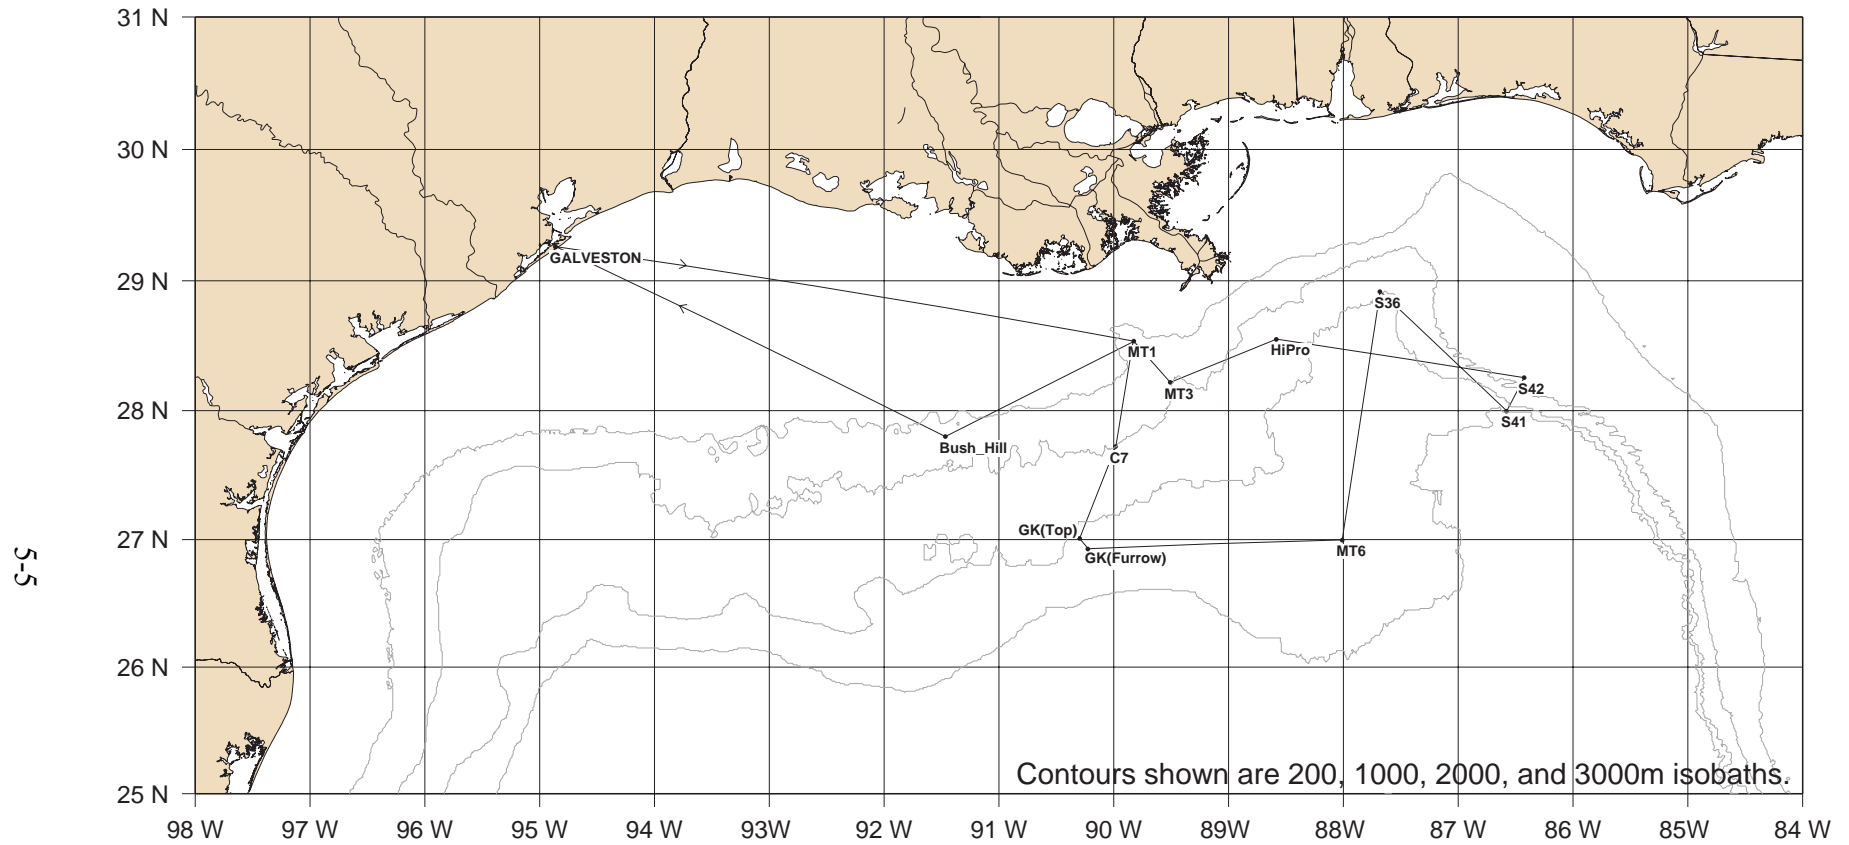 31 N
30 N
29 N
28 N
27 N
26 N
25 N
GALVESTON
S36
MT1
HiPro
MT3
S42
S41
Bush_Hill
C7
GK(Top)
GK(Furrow)
MT6
Contours shown are 200, 1000, 2000, and 3000m isobaths.
98 W 97 W 96 W 95 W 94 W 93W 92 W 91 W 90 W 89W 88W 87 W 86 W 85W 84 W
5-5